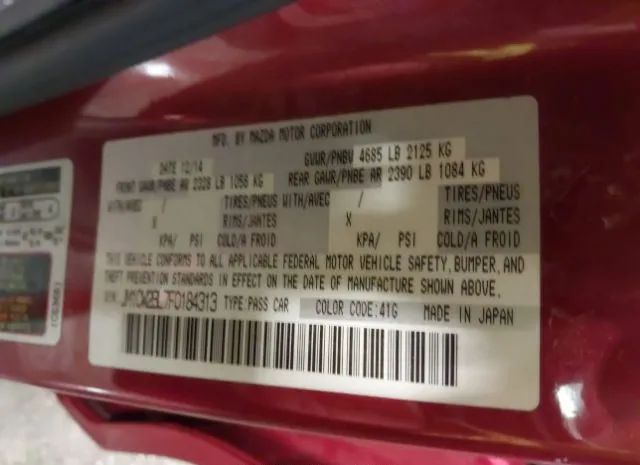 MFD. BY MAZDA MOTOR CORPORATION
DATE 12/14 GVWR/PNBV 4685 LB 2125 KG
FRONT GAWR/PNBE AV 2328 LB 1056 KG REAR GAWR/PNBE AR 2390 LB 1084 KG
WITH/AVEC / TIRES/PNEUS WITH/AVEC / TIRES/PNEUS
X RIMS/JANTES X RIMS/JANTES
KPA/ PSI COLD/A FROID KPA/ PSI COLD/A FROID
THIS VEHICLE CONFORMS TO ALL APPLICABLE FEDERAL MOTOR VEHICLE SAFETY, BUMPER, AND
THEFT PREVENTION STANDARDS IN EFFECT ON THE DATE OF MANUFACTURE SHOWN ABOVE.
VIN: JM1CW2BL7F0184313 TYPE:PASS CAR COLOR CODE:41G MADE IN JAPAN